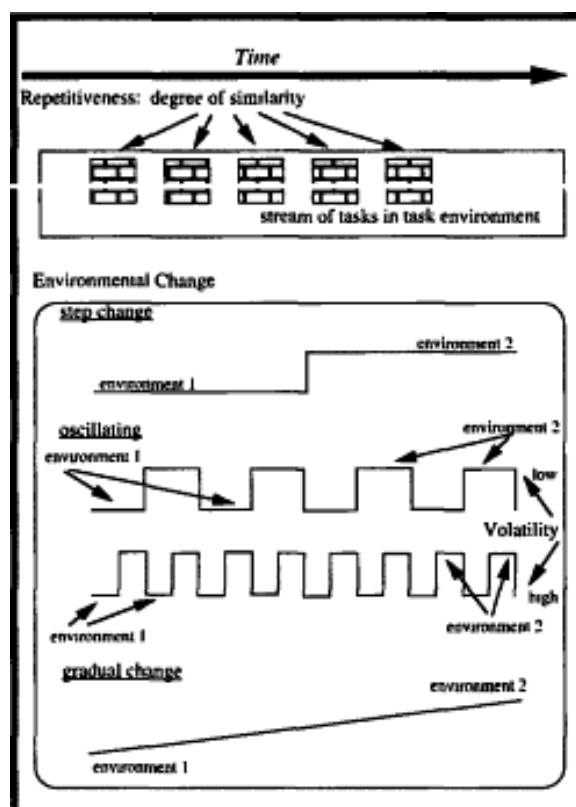 Time
Repetitiveness: degree of similarity
stream of tasks in task environment
Environmental Change
step change
environment 2
environment 1
oscillating
environment 2
environment 1
low
Volatility
high
environment 1
environment 2
gradual change
environment 2
environment 1